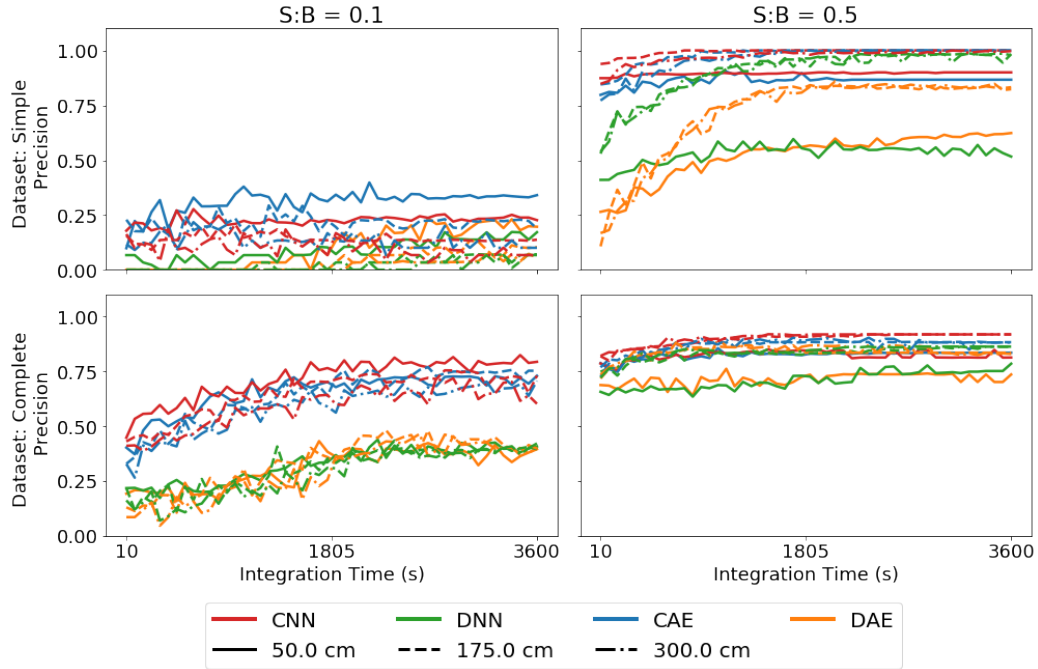 S:B = 0.1
S:B = 0.5
Dataset: Simple
Precision
1.00
0.75
0.50
0.25
0.00
Dataset: Complete
Precision
1.00
0.75
0.50
0.25
0.00
10 1805 3600
10 1805 3600
Integration Time (s)
Integration Time (s)
CNN DNN CAE DAE
50.0 cm 175.0 cm 300.0 cm